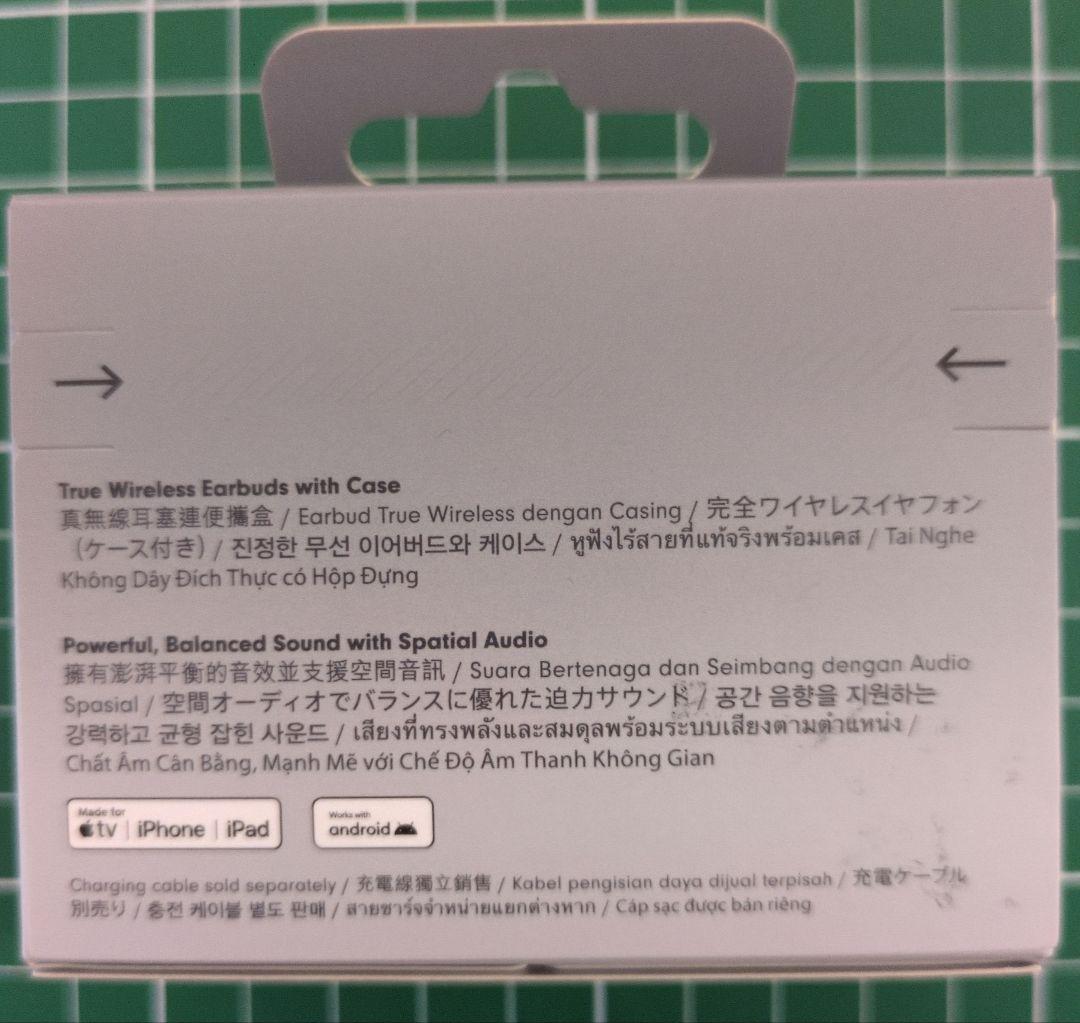 True Wireless Earbuds with Case
真無線耳塞連便攜盒 / Earbud True Wireless dengan Casing / 完全ワイヤレスイヤフォン
（ケース付き）/ 진정한 무선 이어버드와 케이스 / หูฟังไร้สายที่แท้จริงพร้อมเคส / Tai Nghe
Không Dây Đích Thực có Hộp Đựng
Powerful, Balanced Sound with Spatial Audio
擁有澎湃平衡的音效並支援空間音訊 / Suara Bertenaga dan Seimbang dengan Audio
Spasial / 空間オーディオでバランスに優れた迫力サウンド / 공간 음향을 지원하는
강력하고 균형 잡힌 사운드 / เสียงที่ทรงพลังและสมดุลพร้อมระบบเสียงตามตำแหน่ง /
Chất Âm Cân Bằng, Mạnh Mẽ với Chế Độ Âm Thanh Không Gian
Made for
tv | iPhone | iPad
Works with
android
Charging cable sold separately / 充電線獨立銷售 / Kabel pengisian daya dijual terpisah / 充電ケーブル
別売り / 충전 케이블 별도 판매 / สายชาร์จจำหน่ายแยกต่างหาก / Cáp sạc được bán riêng